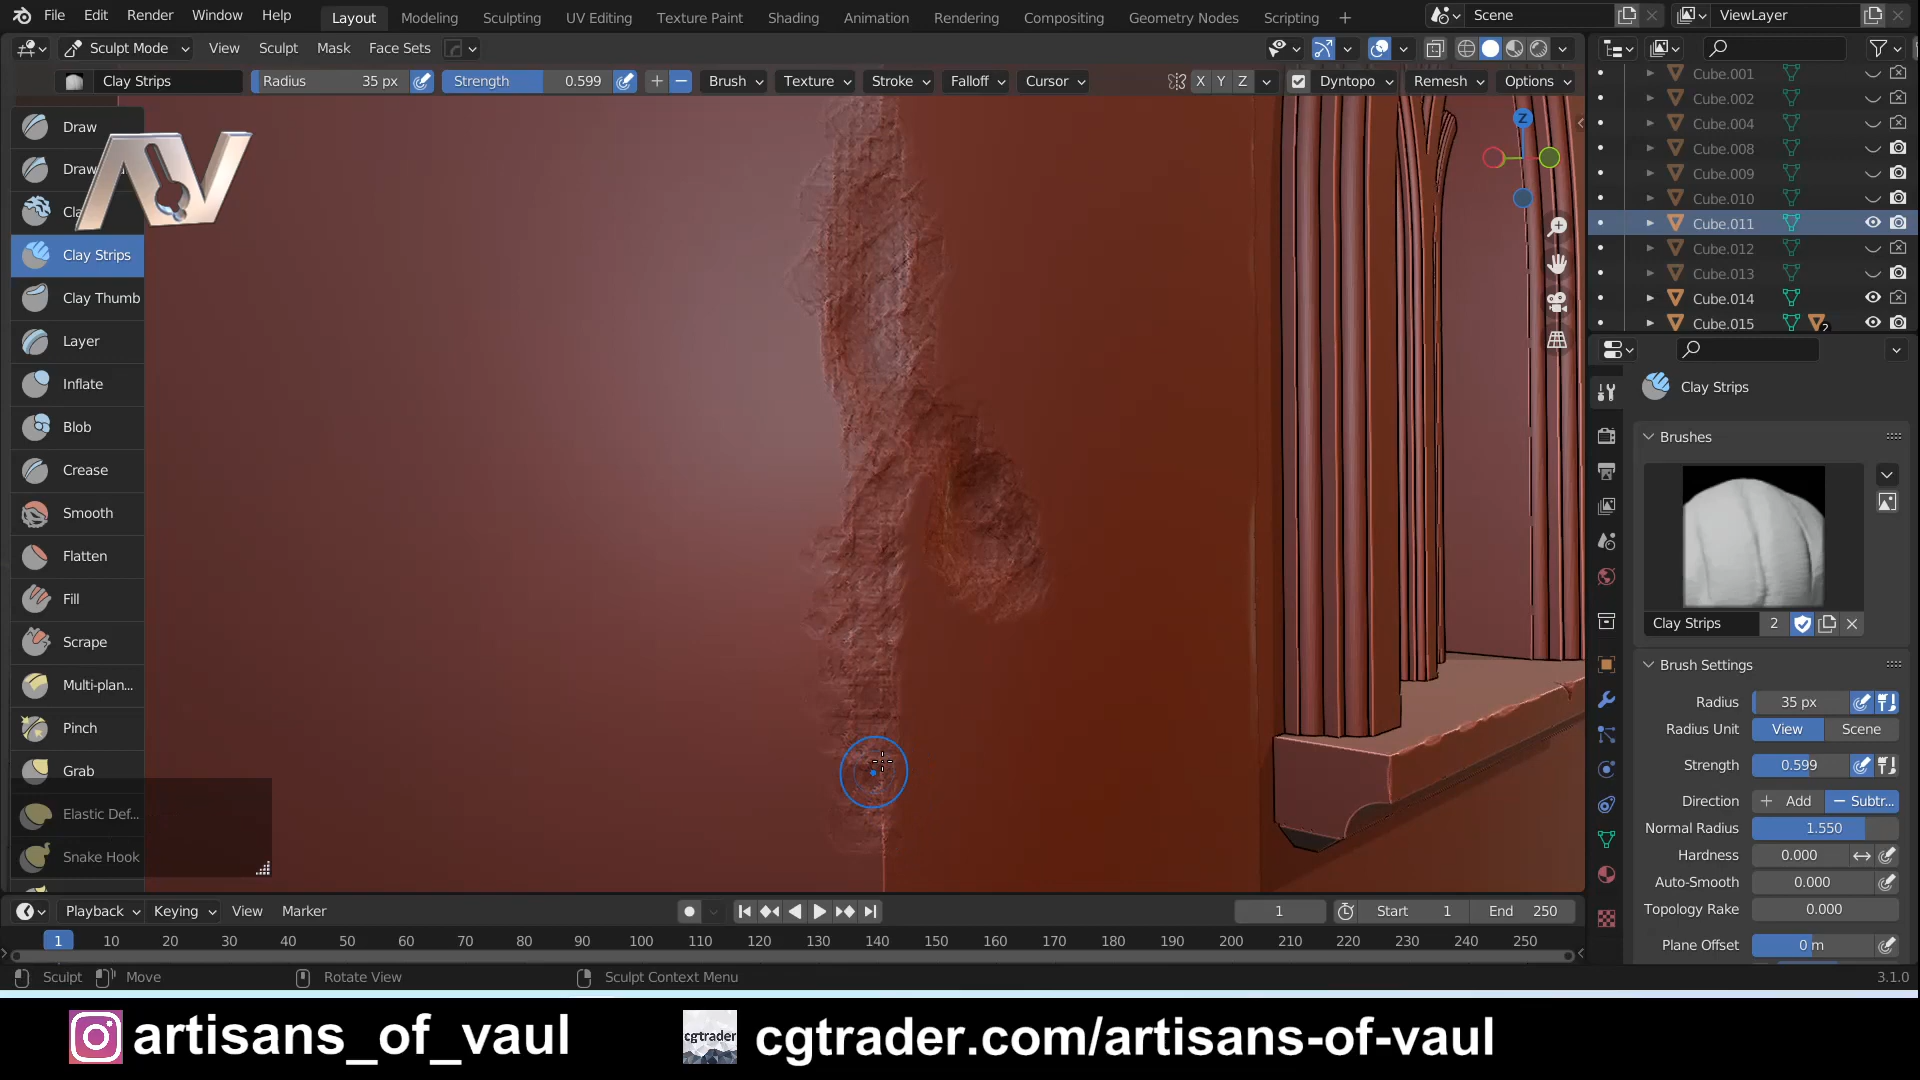 File Edit Render Window Help Layout Modeling Sculpting UV Editing Texture Paint Shading Animation Rendering Compositing Geometry Nodes Scripting + Scene ViewLayer
Sculpt Mode View Sculpt Mask Face Sets
Clay Strips Radius 35 px Strength 0.599 Brush Texture Stroke Falloff Cursor X Y Z Dyntopo Remesh Options
Draw
Clay Strips
Clay Thumb
Layer
Inflate
Blob
Crease
Smooth
Flatten
Fill
Scrape
Multi-plan...
Pinch
Grab
Elastic Def...
Snake Hook
AV
Z
Cube.001
Cube.002
Cube.004
Cube.008
Cube.009
Cube.010
Cube.011
Cube.012
Cube.013
Cube.014
Cube.015 2
Clay Strips
Brushes
Clay Strips 2
Brush Settings
Radius 35 px
Radius Unit View Scene
Strength 0.599
Direction + Add − Subtr...
Normal Radius 1.550
Hardness 0.000
Auto-Smooth 0.000
Topology Rake 0.000
Plane Offset 0 m
Playback Keying View Marker 1 Start 1 End 250
1 10 20 30 40 50 60 70 80 90 100 110 120 130 140 150 160 170 180 190 200 210 220 230 240 250
Sculpt Move Rotate View Sculpt Context Menu 3.1.0
artisans_of_vaul cgtrader cgtrader.com/artisans-of-vaul